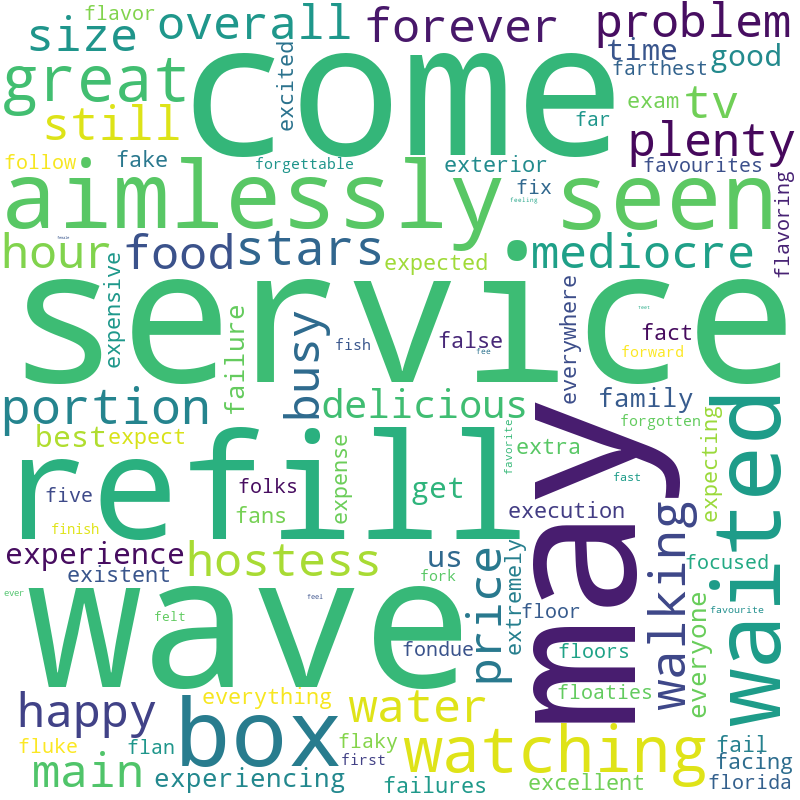 flavor
size
overall
forever
problem
great
come
excited
time
good
farthest
still
far
exam
tv
plenty
follow
fake
forgettable
exterior
favourites
fix
aimlessly
seen
feeling
flavoring
hour
food
stars
expected
mediocre
expensive
service
everywhere
failure
busy
fish
false
fee
fact
forward
portion
delicious
family
forgotten
best
expect
expense
favorite
extra
expecting
refill
may
waited
five
folks
fans
get
fast
finish
execution
walking
experience
existent
hostess
us
fork
price
extremely
focused
ever
wave
felt
feel
floor
floors
favourite
everyone
fondue
floaties
happy
everything
water
box
watching
fluke
flan
flaky
first
fail
facing
main
experiencing
failures
excellent
florida